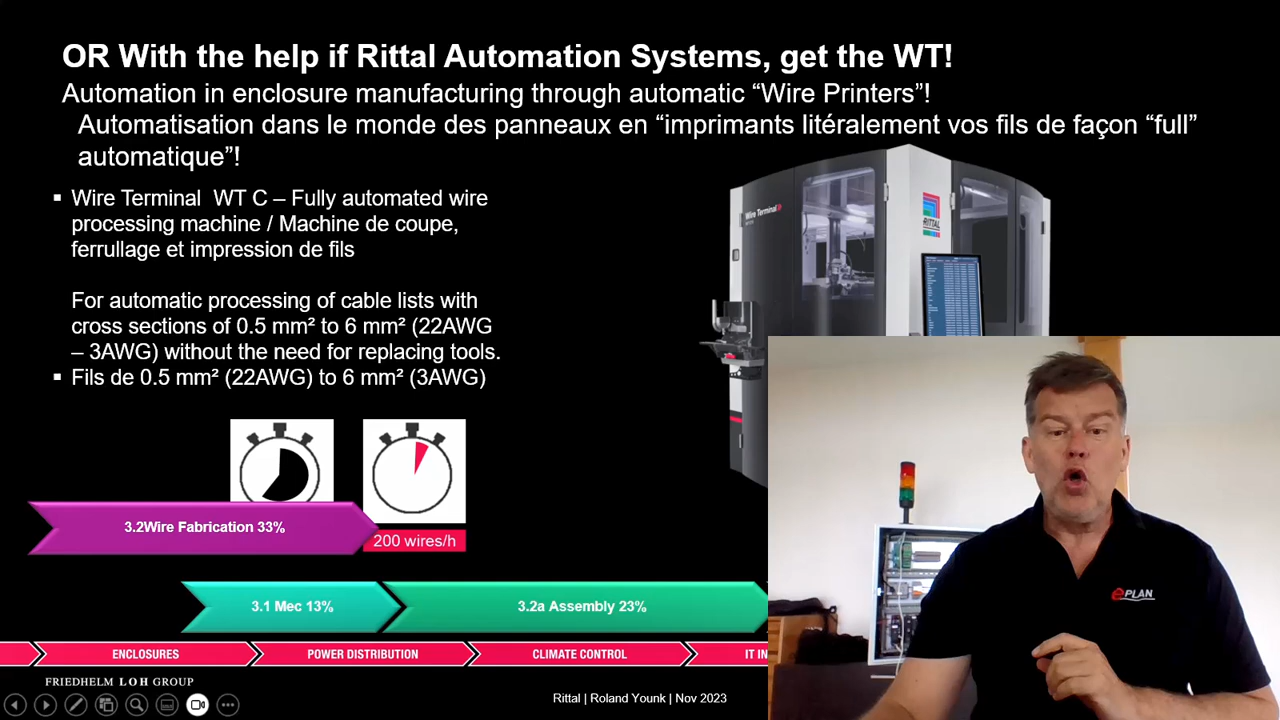 OR With the help if Rittal Automation Systems, get the WT!
Automation in enclosure manufacturing through automatic “Wire Printers”!
Automatisation dans le monde des panneaux en “imprimants litéralement vos fils de façon “full”
automatique”!
▪ Wire Terminal WT C – Fully automated wire
processing machine / Machine de coupe,
ferrullage et impression de fils
For automatic processing of cable lists with
cross sections of 0.5 mm² to 6 mm² (22AWG
– 3AWG) without the need for replacing tools.
▪ Fils de 0.5 mm² (22AWG) to 6 mm² (3AWG)
Wire Terminal
RITTAL
3.2Wire Fabrication 33%
200 wires/h
3.1 Mec 13%
3.2a Assembly 23%
ePLAN
ENCLOSURES
POWER DISTRIBUTION
CLIMATE CONTROL
IT IN
FRIEDHELM LOH GROUP
Rittal | Roland Younk | Nov 2023